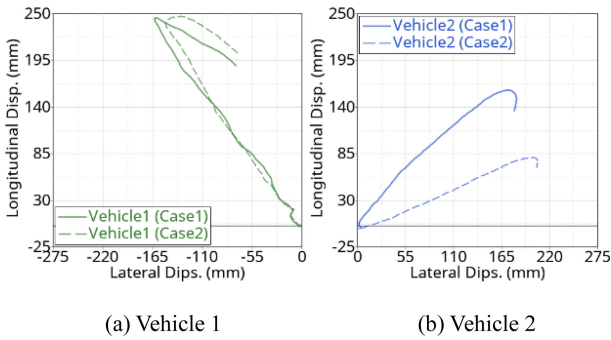 250
195
140
85
30
-25
Longitudinal Disp. (mm)
Vehicle1 (Case1)
Vehicle1 (Case2)
-275 -220 -165 -110 -55 0
Lateral Dips. (mm)
(a) Vehicle 1
250
195
140
85
30
-25
Longitudinal Disp. (mm)
Vehicle2 (Case1)
Vehicle2 (Case2)
0 55 110 165 220 275
Lateral Dips. (mm)
(b) Vehicle 2